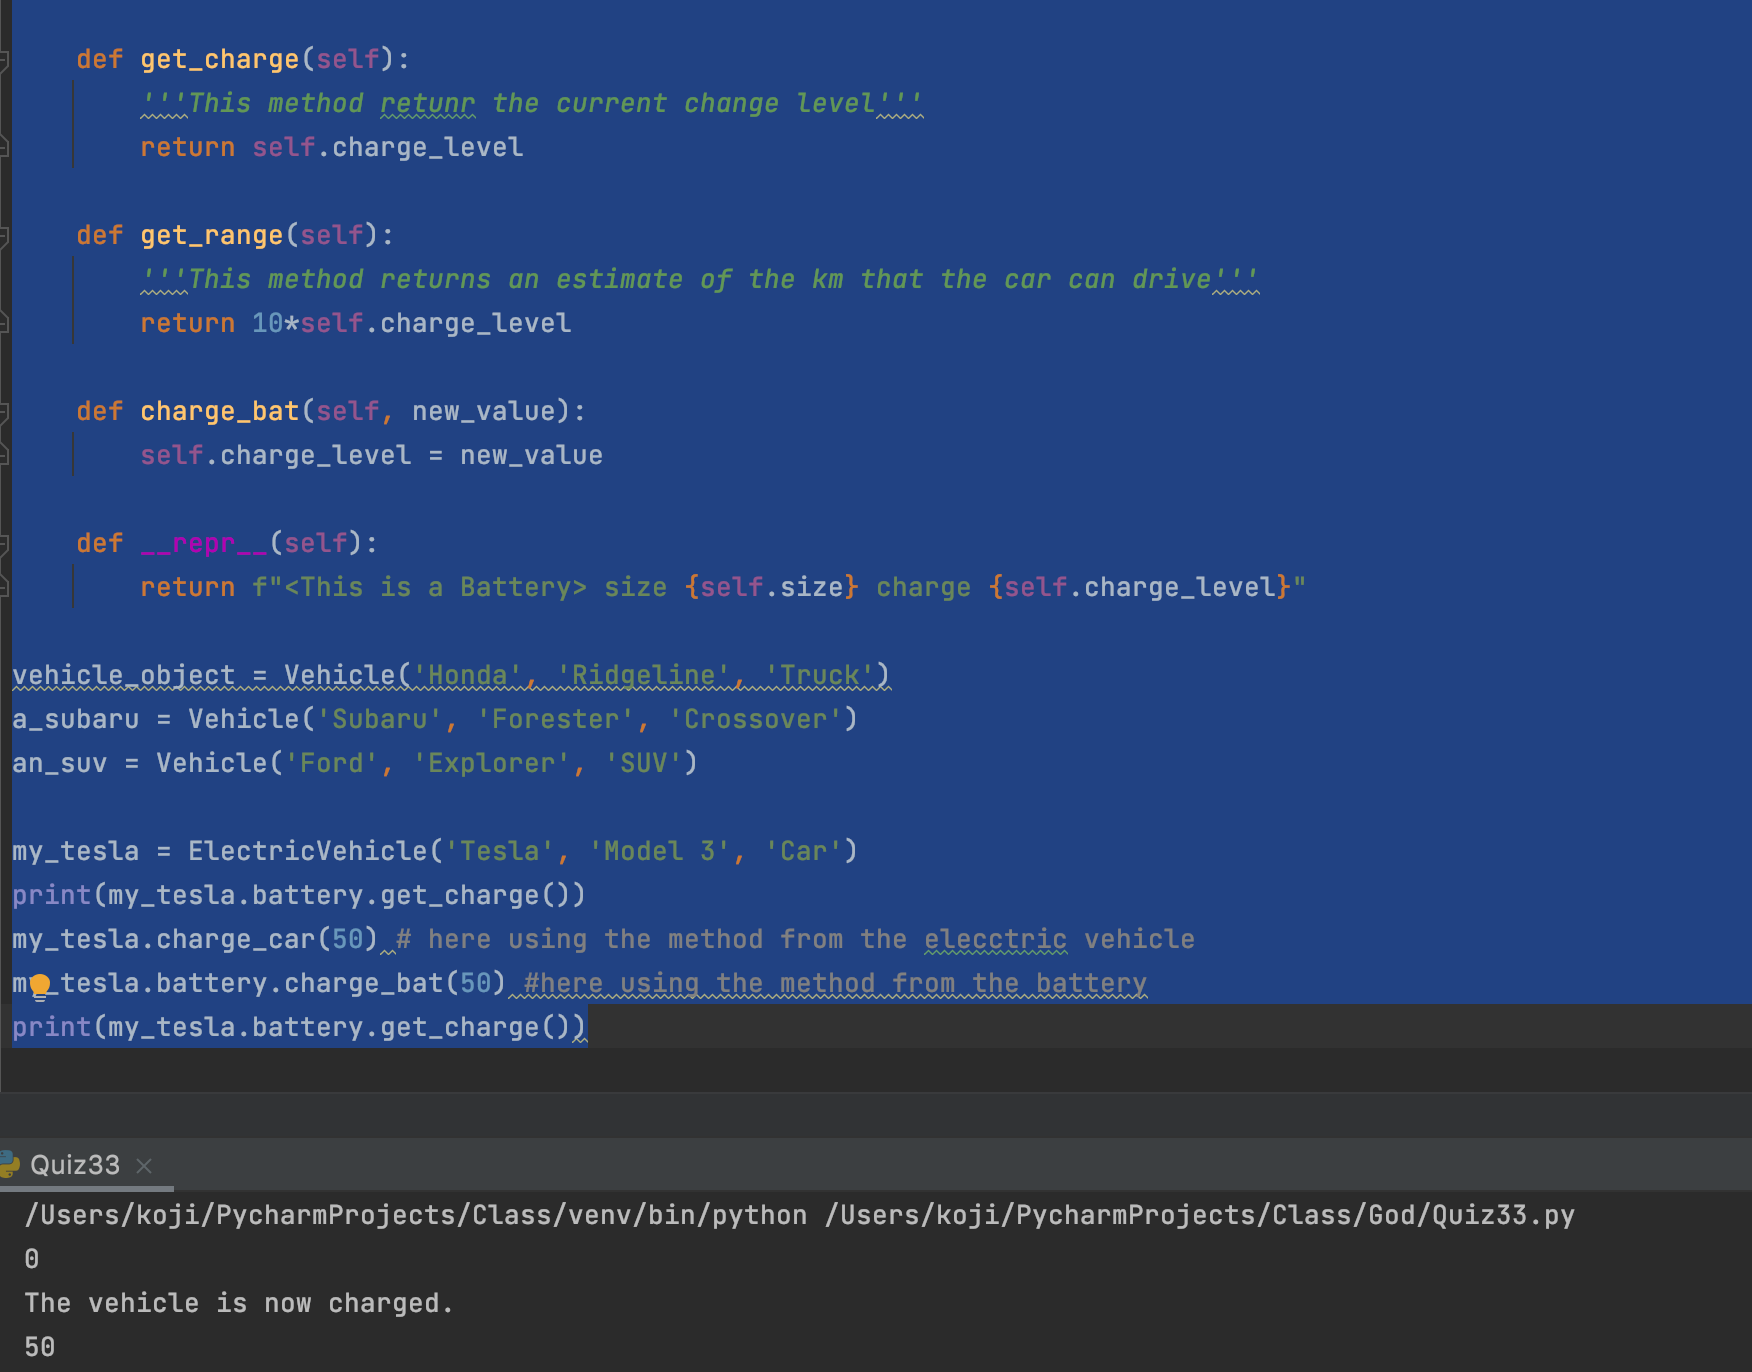 def get_charge(self):
'''This method retunr the current change level'''
return self.charge_level
def get_range(self):
'''This method returns an estimate of the km that the car can drive'''
return 10*self.charge_level
def charge_bat(self, new_value):
self.charge_level = new_value
def __repr__(self):
return f"<This is a Battery> size {self.size} charge {self.charge_level}"
vehicle_object = Vehicle('Honda', 'Ridgeline', 'Truck')
a_subaru = Vehicle('Subaru', 'Forester', 'Crossover')
an_suv = Vehicle('Ford', 'Explorer', 'SUV')
my_tesla = ElectricVehicle('Tesla', 'Model 3', 'Car')
print(my_tesla.battery.get_charge())
my_tesla.charge_car(50) # here using the method from the elecctric vehicle
my_tesla.battery.charge_bat(50) #here using the method from the battery
print(my_tesla.battery.get_charge())
Quiz33
/Users/koji/PycharmProjects/Class/venv/bin/python /Users/koji/PycharmProjects/Class/God/Quiz33.py
0
The vehicle is now charged.
50